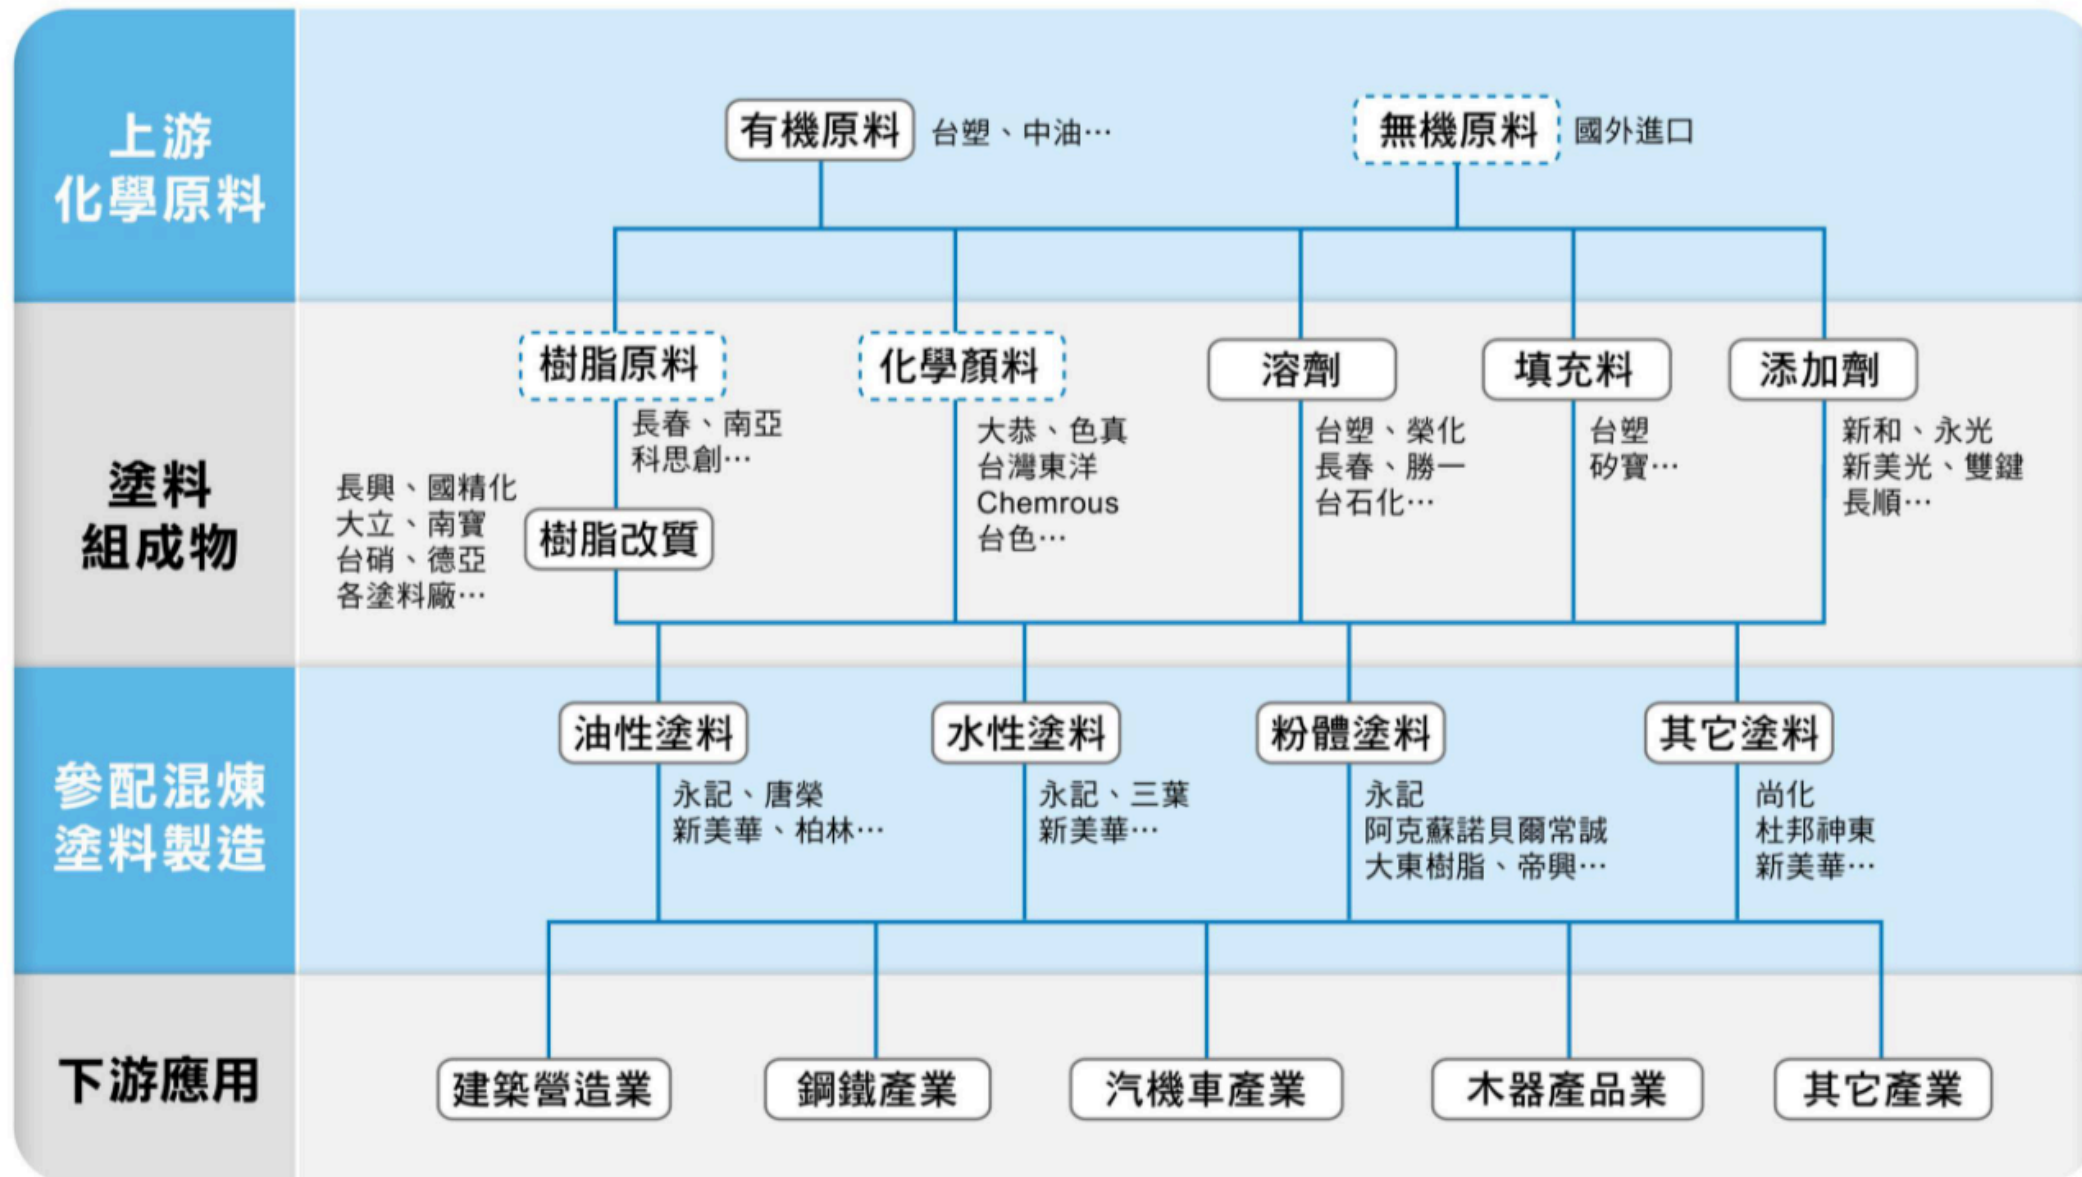 上游
化學原料
有機原料
台塑、中油…
無機原料
國外進口
塗料
組成物
樹脂原料
長春、南亞
科思創…
長興、國精化
大立、南寶
台硝、德亞
各塗料廠…
樹脂改質
化學顏料
大恭、色真
台灣東洋
Chemrous
台色…
溶劑
台塑、榮化
長春、勝一
台石化…
填充料
台塑
矽寶…
添加劑
新和、永光
新美光、雙鍵
長順…
參配混煉
塗料製造
油性塗料
永記、唐榮
新美華、柏林…
水性塗料
永記、三葉
新美華…
粉體塗料
永記
阿克蘇諾貝爾常誠
大東樹脂、帝興…
其它塗料
尚化
杜邦神東
新美華…
下游應用
建築營造業
鋼鐵產業
汽機車產業
木器產品業
其它產業